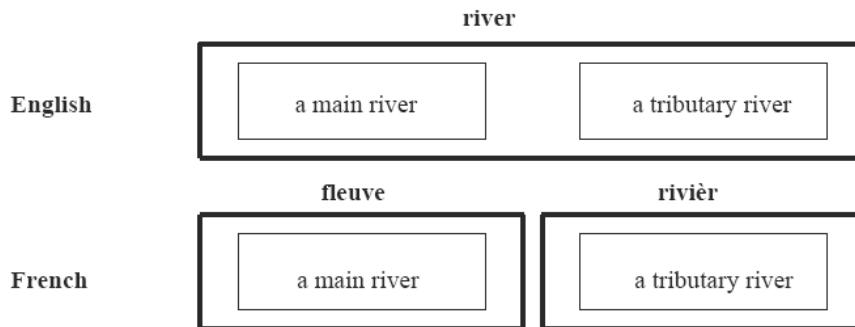 river
English
a main river
a tributary river
fleuve
rivièr
French
a main river
a tributary river